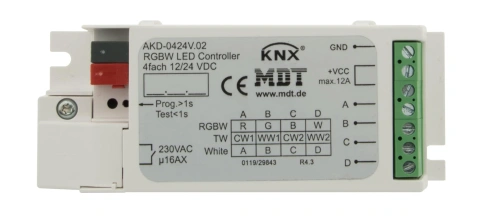 AKD-0424V.02
RGBW LED Controller
4fach 12/24 VDC
KNX
GND
CE
MDT
www.mdt.de
+VCC
max.12A
Prog.>1s
Test<1s
A
B
C
D
A B C D
RGBW R G B W
TW CW1 WW1 CW2 WW2
White A B C D
230VAC
µ16AX
0119/29843 R4.3